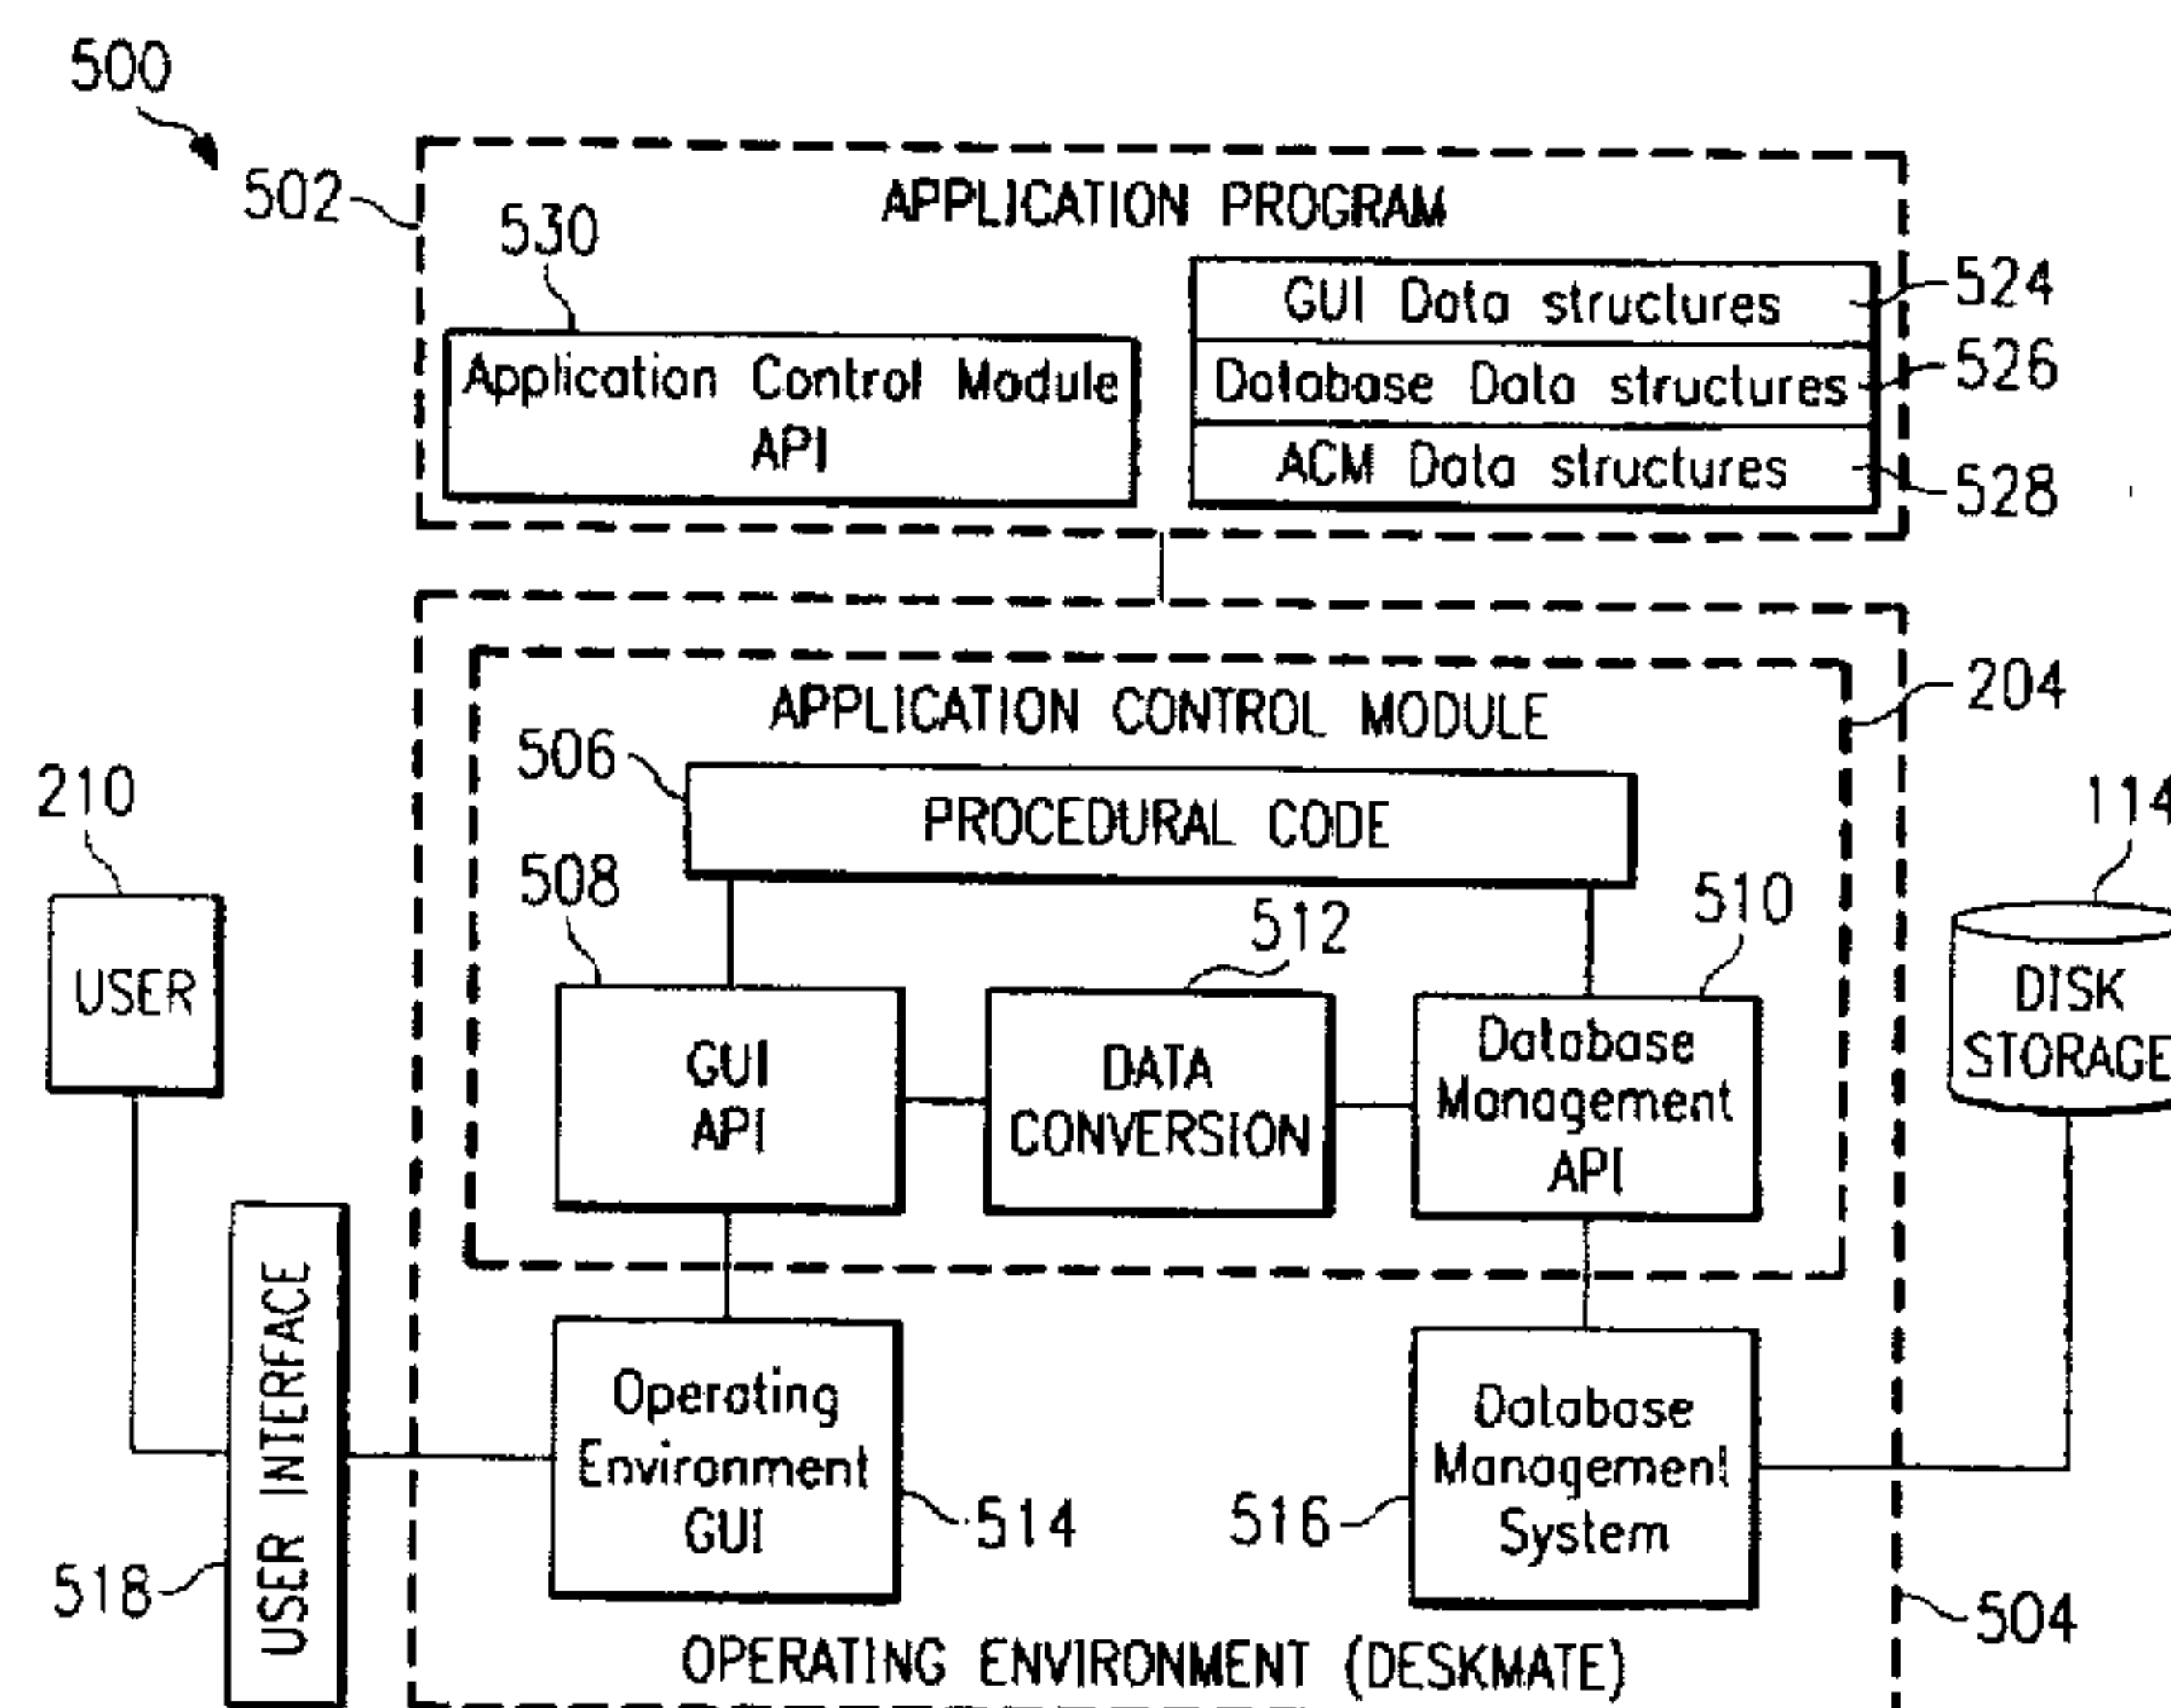 500
502
APPLICATION PROGRAM
530
Application Control Module
API
GUI Data structures
524
Database Data structures
526
ACM Data structures
528
204
APPLICATION CONTROL MODULE
506
PROCEDURAL CODE
210
114
508
512
510
USER
GUI
API
DATA
CONVERSION
Database
Management
API
DISK
STORAGE
USER INTERFACE
518
Operating
Environment
GUI
514
516
Database
Management
System
504
OPERATING ENVIRONMENT (DESKMATE)